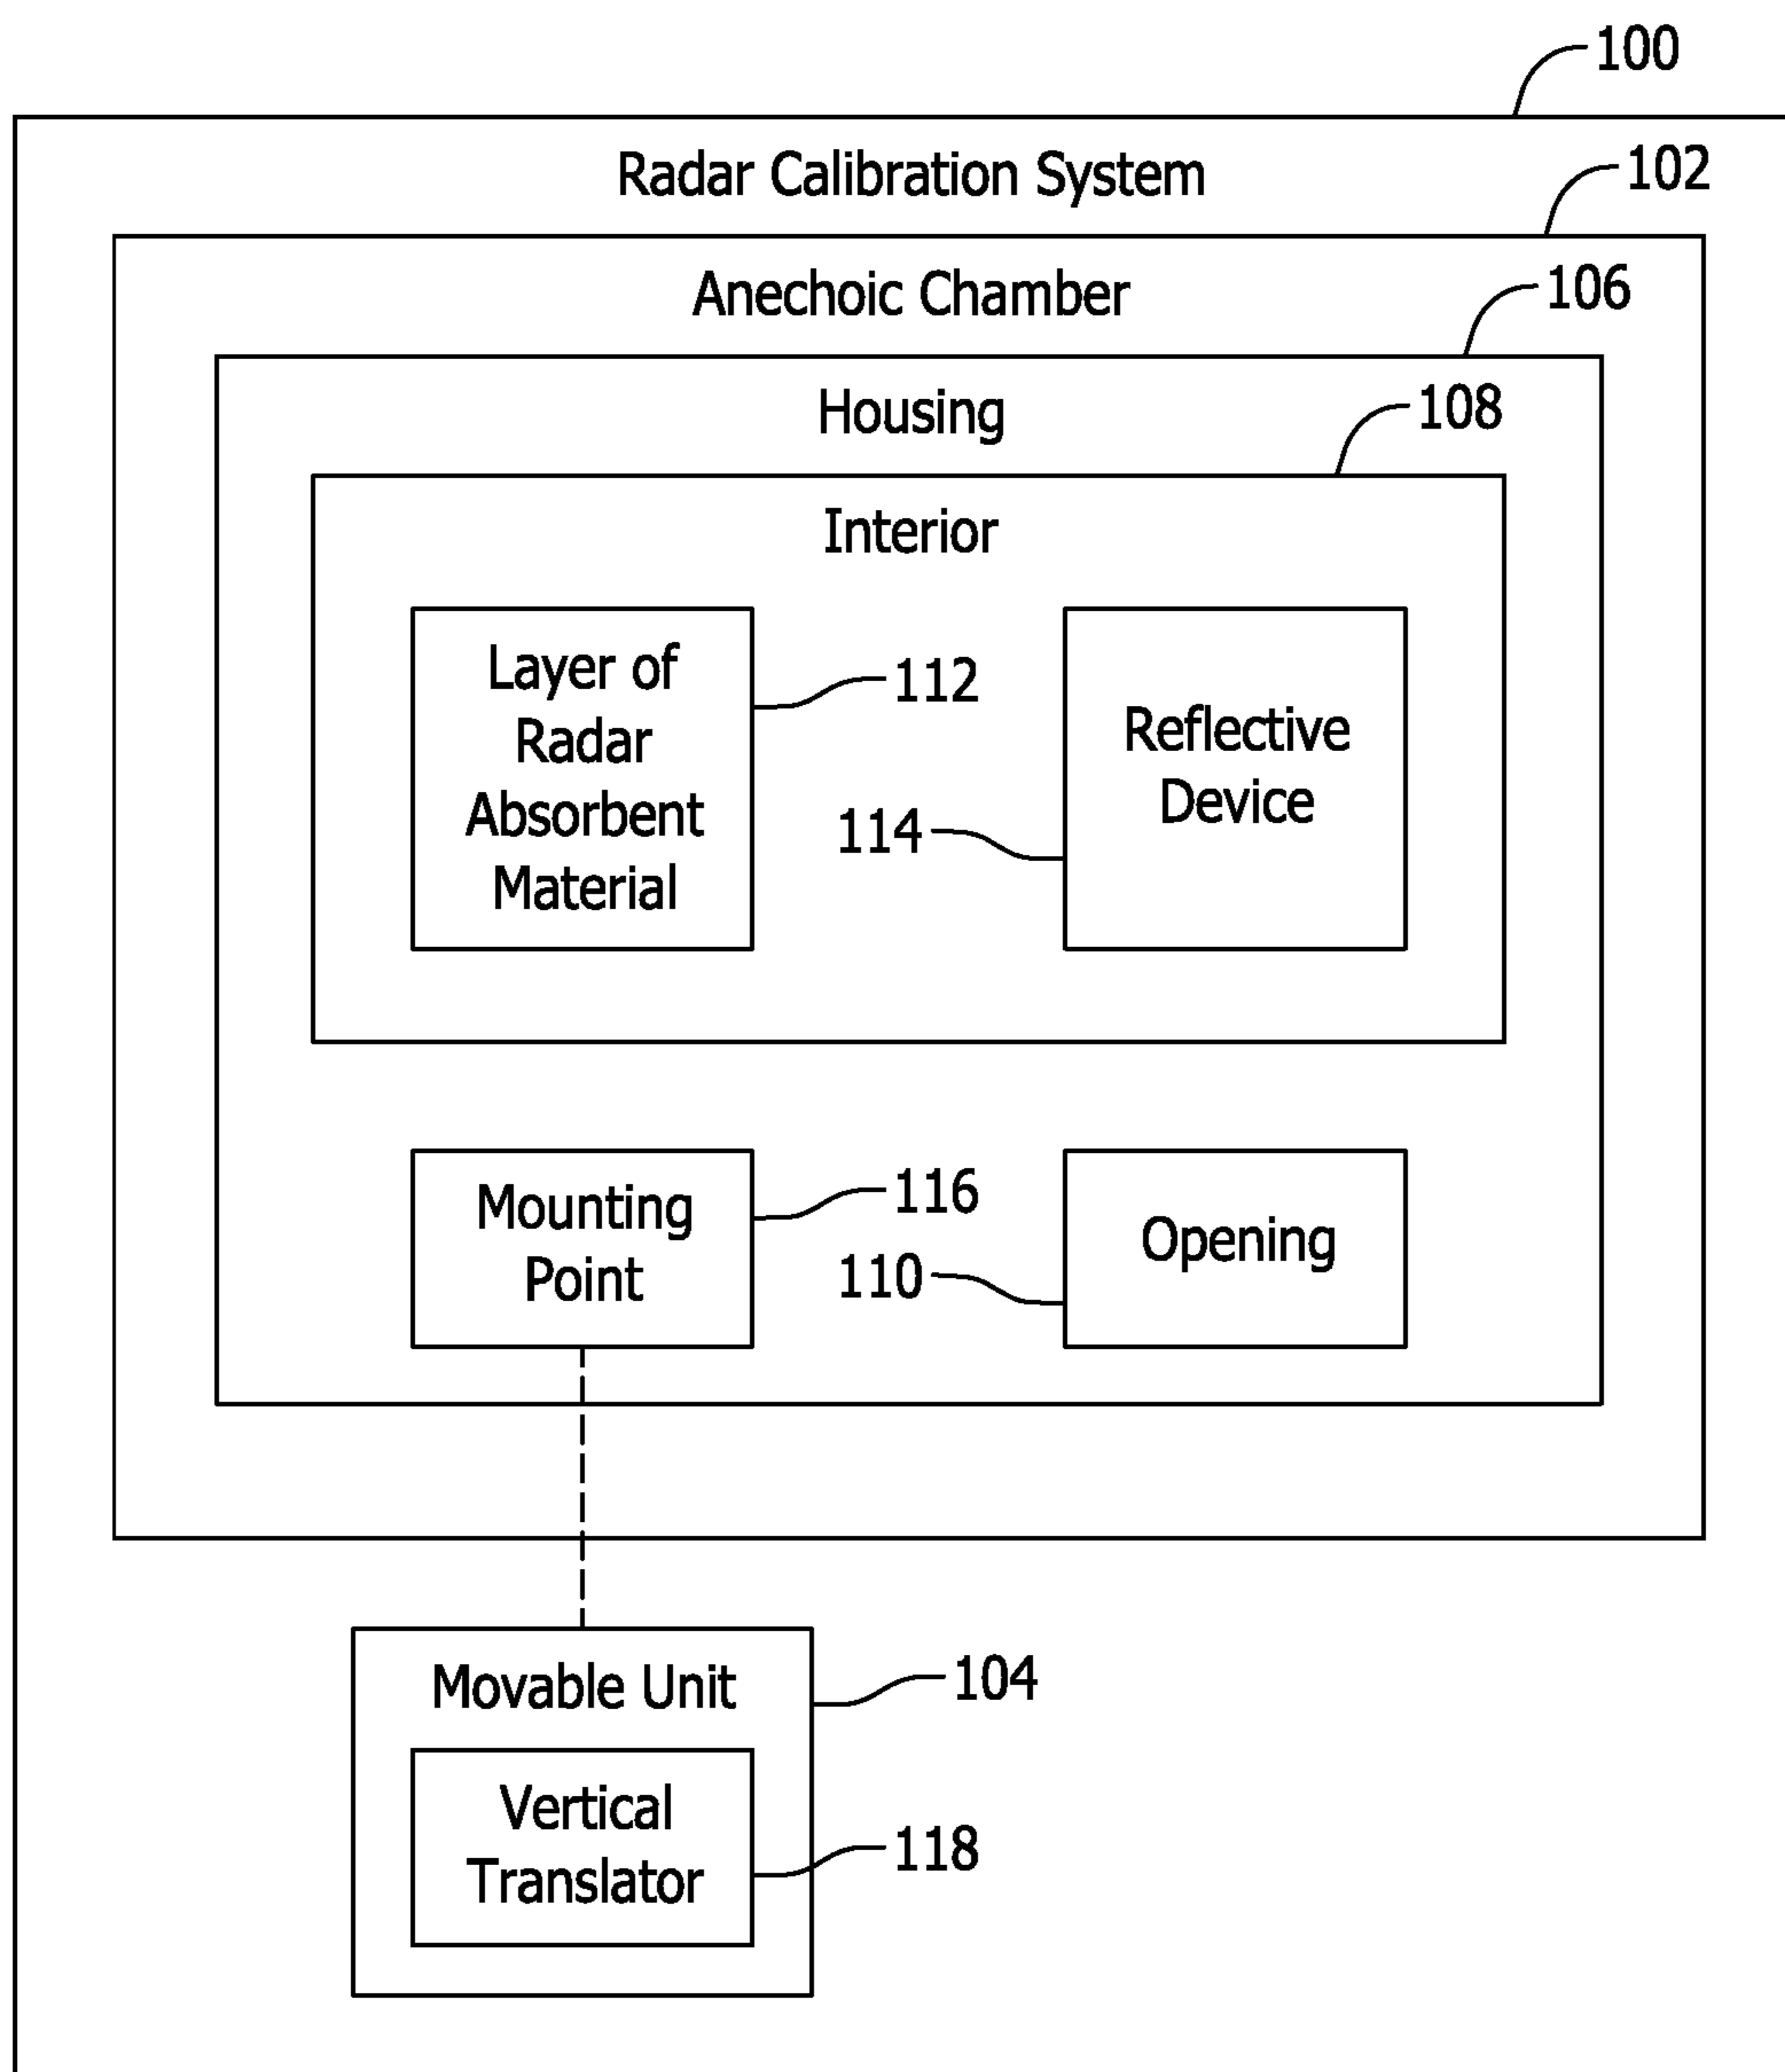 100
Radar Calibration System
102
Anechoic Chamber
106
Housing
108
Interior
Layer of
Radar
Absorbent
Material
112
Reflective
Device
114
Mounting
Point
116
Opening
110
Movable Unit
104
Vertical
Translator
118